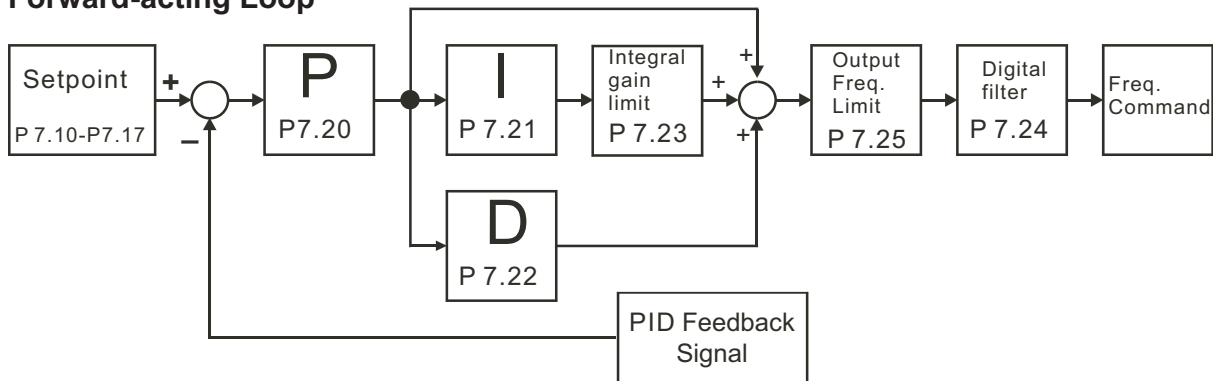 Forward-acting Loop
Setpoint
P 7.10-P7.17
+
–
P
P7.20
I
P 7.21
Integral
gain
limit
P 7.23
D
P 7.22
+
+
+
Output
Freq.
Limit
P 7.25
Digital
filter
P 7.24
Freq.
Command
PID Feedback
Signal